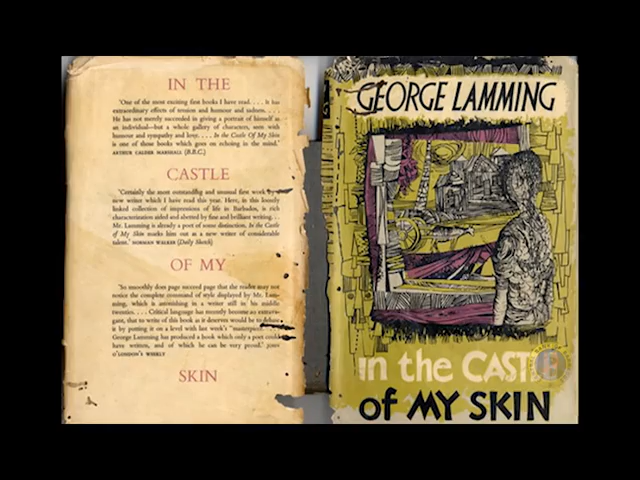 IN THE
'One of the most exciting first books I have read. . . . It has
extraordinary effects of tension and humour and sadness. . . .
He has not merely succeeded in giving a portrait of himself as
an individual—but a whole gallery of characters, seen with
humour and sympathy and love. . . . In the Castle Of My Skin
is one of those books which goes on echoing in the mind.'
ARTHUR CALDER MARSHALL (B.B.C.)
CASTLE
'Certainly the most outstanding and unusual first work by
new writer which I have read this year. Here, in this loosely
linked collection of impressions of life in Barbados, is rich
characterization aided and abetted by fine and brilliant writing. . .
Mr. Lamming is already a poet of some distinction. In the Castle
of My Skin marks him out as a new writer of considerable
talent.' NORMAN WALKER (Daily Sketch)
OF MY
'So smoothly does page succeed page that the reader may not
notice the complete command of style displayed by Mr. Lam-
ming, which is astonishing in a writer still in his middle
twenties. . . . Critical language has recently become so extrava-
gant, that to write of this book as it deserves would be to debase
it by putting it on a level with last week's "masterpiece
George Lamming has produced a book which only a poet could
have written, and of which he can be very proud.' JOHN
O'LONDON'S WEEKLY
SKIN
GEORGE LAMMING
in the CASTLE
of MY SKIN